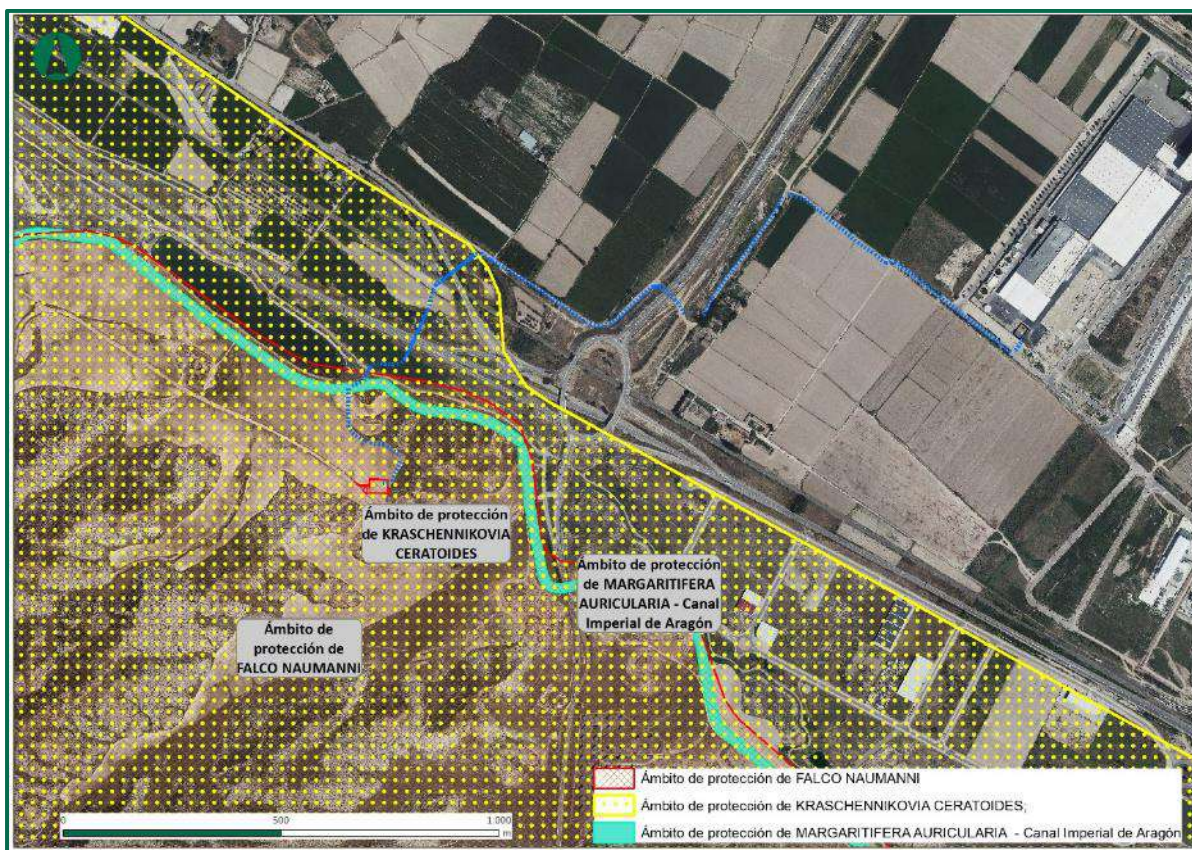 Ámbito de protección
de KRASCHENNIKOVIA
CERATOIDES
Ámbito de protección
de MARGARITIFERA
AURICULARIA - Canal
Imperial de Aragón
Ámbito de
protección de
FALCO NAUMANNI
Ámbito de protección de FALCO NAUMANNI
Ámbito de protección de KRASCHENNIKOVIA CERATOIDES;
Ámbito de protección de MARGARITIFERA AURICULARIA - Canal Imperial de Aragón
0 500 1.000
m